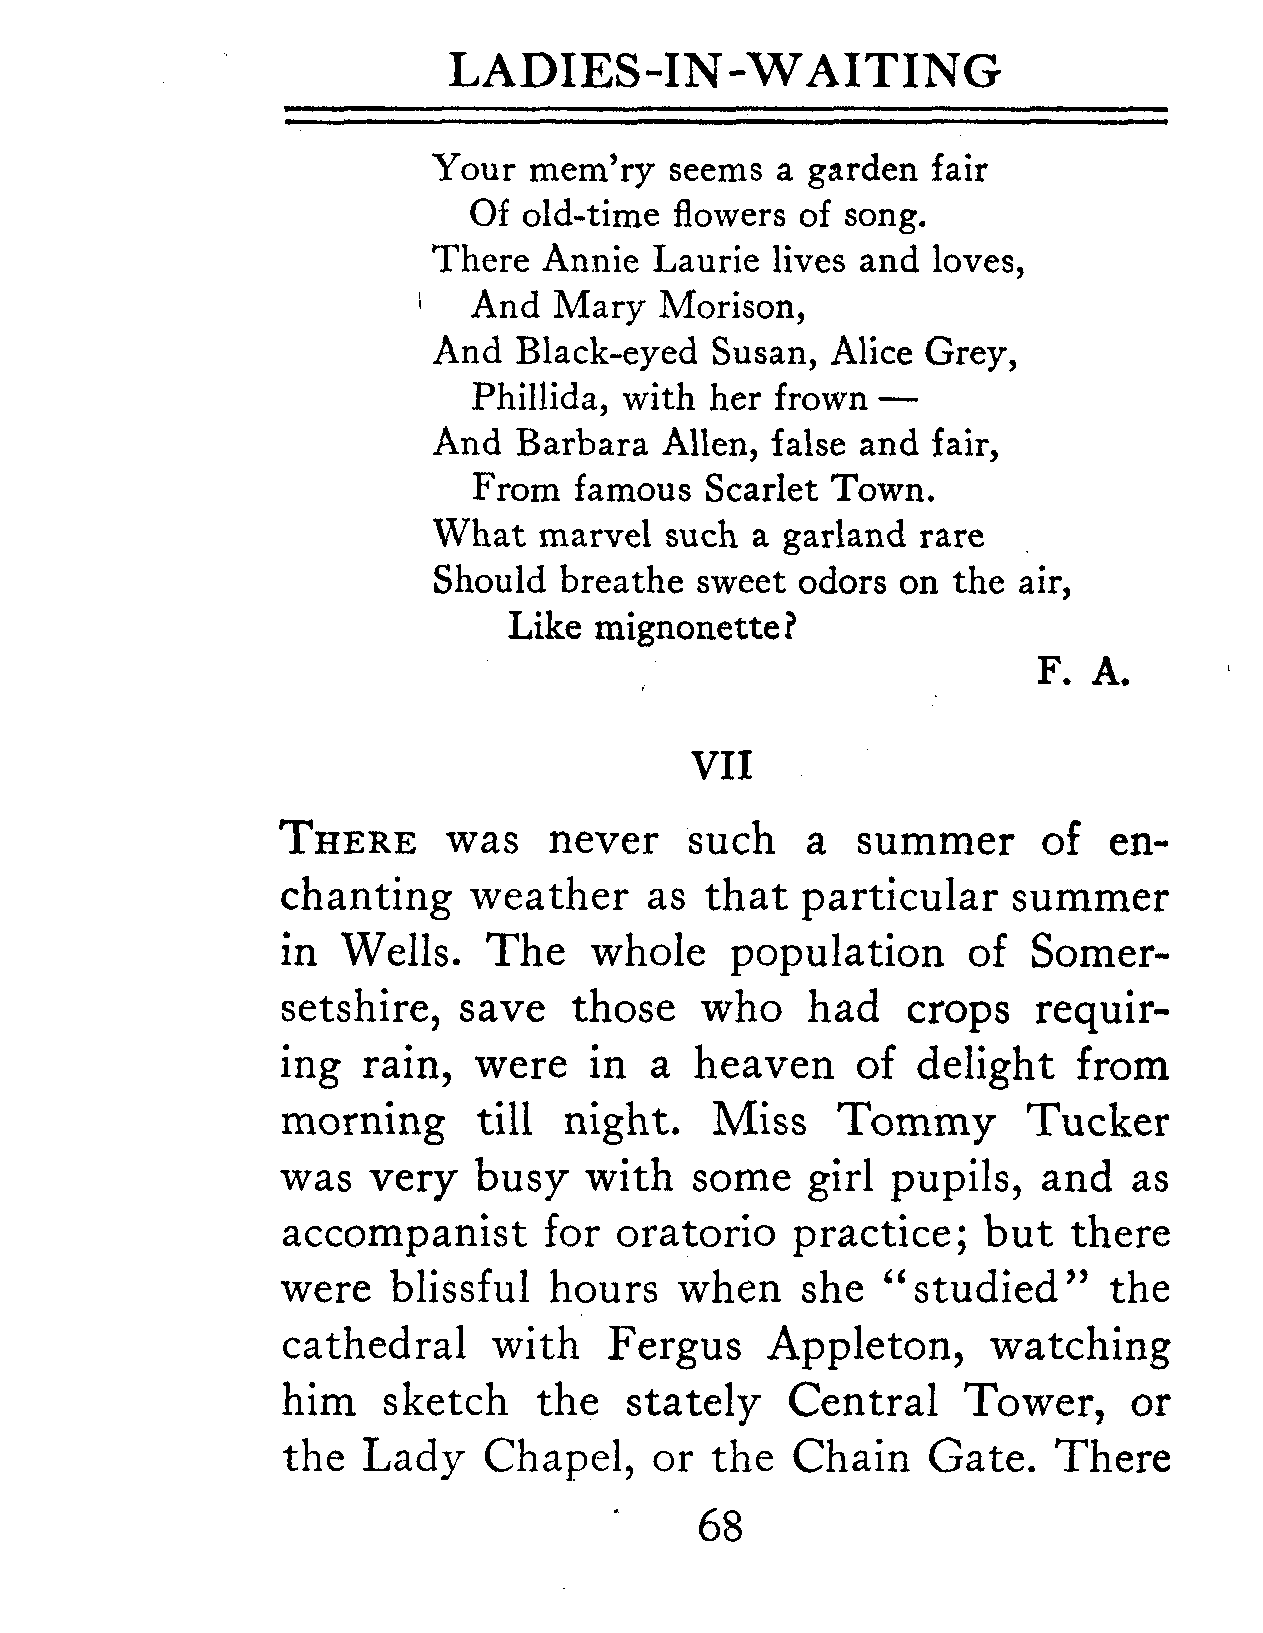 LADIES-IN-WAITING
Your mem'ry seems a garden fair
Of old-time flowers of song.
There Annie Laurie lives and loves,
And Mary Morison,
And Black-eyed Susan, Alice Grey,
Phillida, with her frown —
And Barbara Allen, false and fair,
From famous Scarlet Town.
What marvel such a garland rare
Should breathe sweet odors on the air,
Like mignonette?
F. A.
VII
THERE was never such a summer of en-
chanting weather as that particular summer
in Wells. The whole population of Somer-
setshire, save those who had crops requir-
ing rain, were in a heaven of delight from
morning till night. Miss Tommy Tucker
was very busy with some girl pupils, and as
accompanist for oratorio practice; but there
were blissful hours when she “studied” the
cathedral with Fergus Appleton, watching
him sketch the stately Central Tower, or
the Lady Chapel, or the Chain Gate. There
68